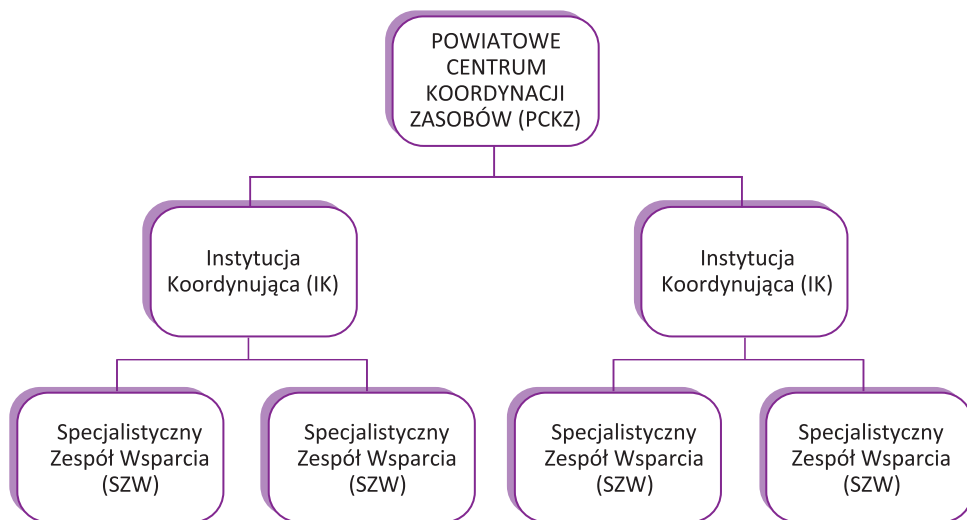 POWIATOWE
CENTRUM
KOORDYNACJI
ZASOBÓW (PCKZ)
Instytucja
Koordynująca (IK)
Instytucja
Koordynująca (IK)
Specjalistyczny
Zespół Wsparcia
(SZW)
Specjalistyczny
Zespół Wsparcia
(SZW)
Specjalistyczny
Zespół Wsparcia
(SZW)
Specjalistyczny
Zespół Wsparcia
(SZW)